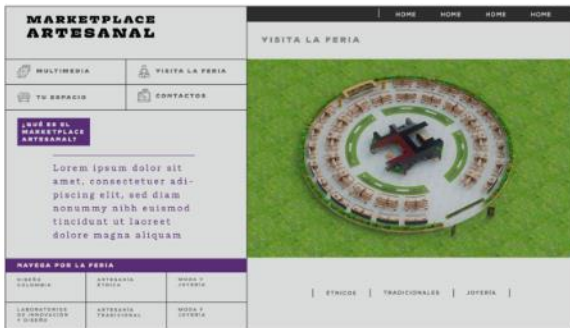 MARKETPLACE
ARTESANAL
MULTIMEDIA
VISITA LA FERIA
TU ESPACIO
CONTACTOS
¿QUÉ ES EL
MARKETPLACE
ARTESANAL?
Lorem ipsum dolor sit
amet, consectetuer adi-
piscing elit, sed diam
nonummy nibh euismod
tincidunt ut laoreet
dolore magna aliquam
NAVEGA POR LA FERIA
DISEÑO
COLOMBIA
ARTESANÍA
ÉTNICA
MODA Y
JOYERÍA
LABORATORIOS
DE INNOVACIÓN
Y DISEÑO
ARTESANÍA
TRADICIONAL
MODA Y
JOYERÍA
HOME HOME HOME HOME
VISITA LA FERIA
ÉTNICOS TRADICIONALES JOYERÍA